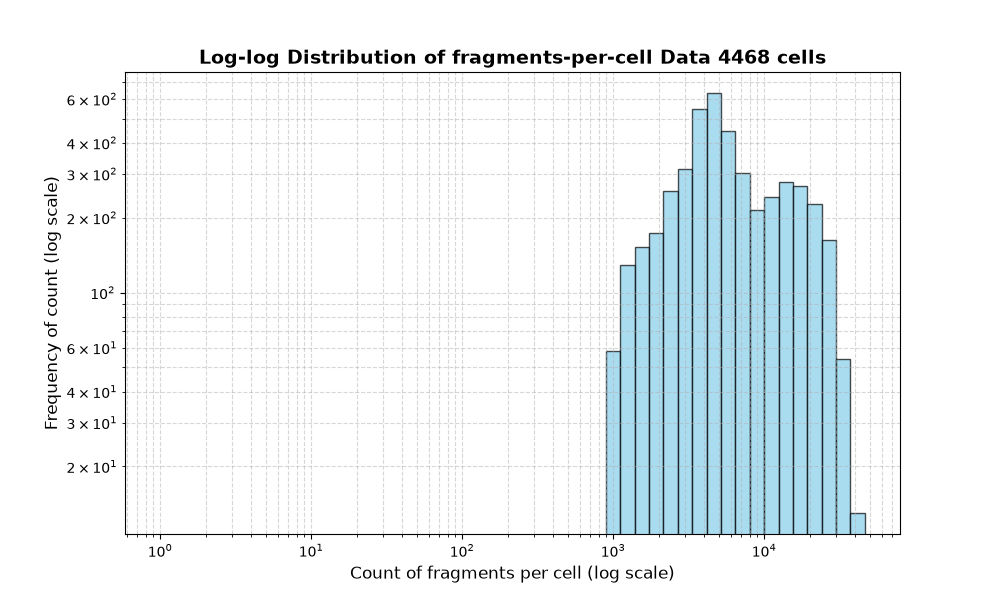 Log-log Distribution of fragments-per-cell Data 4468 cells
Frequency of count (log scale)
6 × 10²
4 × 10²
3 × 10²
2 × 10²
10²
6 × 10¹
4 × 10¹
3 × 10¹
2 × 10¹
10⁰ 10¹ 10² 10³ 10⁴
Count of fragments per cell (log scale)